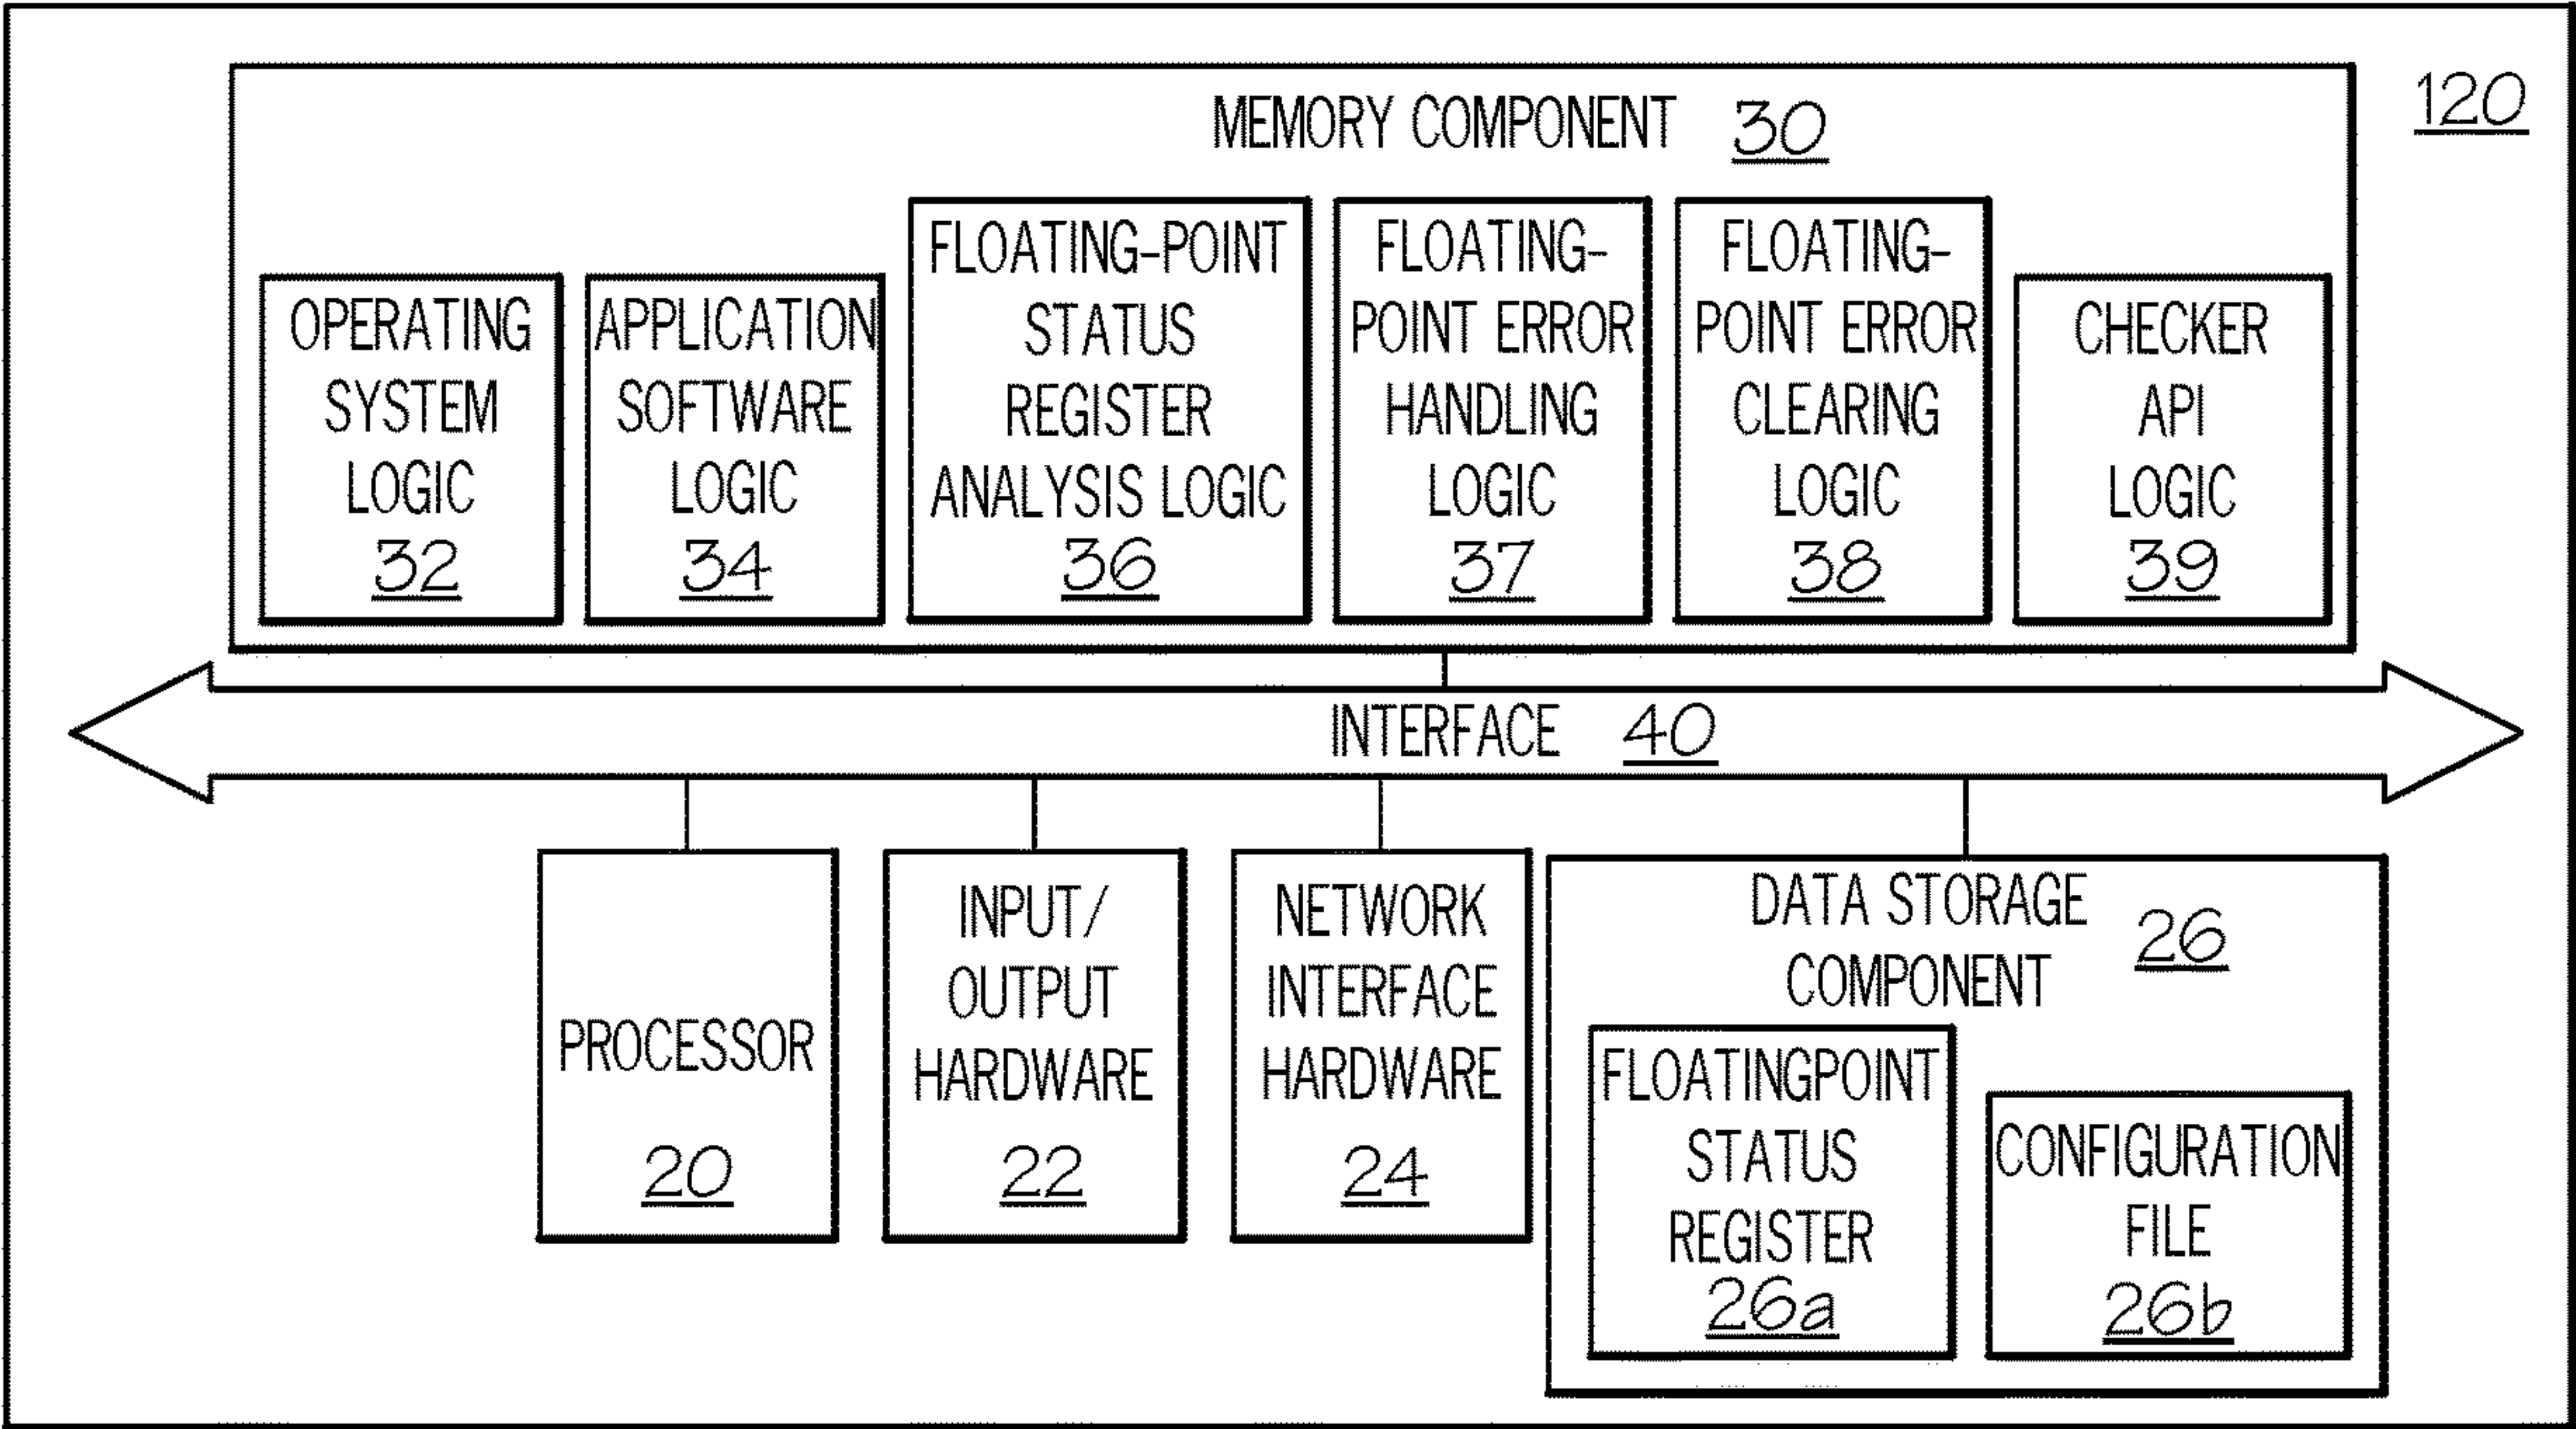 120
MEMORY COMPONENT 30
OPERATING
SYSTEM
LOGIC
32
APPLICATION
SOFTWARE
LOGIC
34
FLOATING-POINT
STATUS
REGISTER
ANALYSIS LOGIC
36
FLOATING-
POINT ERROR
HANDLING
LOGIC
37
FLOATING-
POINT ERROR
CLEARING
LOGIC
38
CHECKER
API
LOGIC
39
INTERFACE 40
PROCESSOR
20
INPUT/
OUTPUT
HARDWARE
22
NETWORK
INTERFACE
HARDWARE
24
DATA STORAGE
COMPONENT
26
FLOATINGPOINT
STATUS
REGISTER
26a
CONFIGURATION
FILE
26b